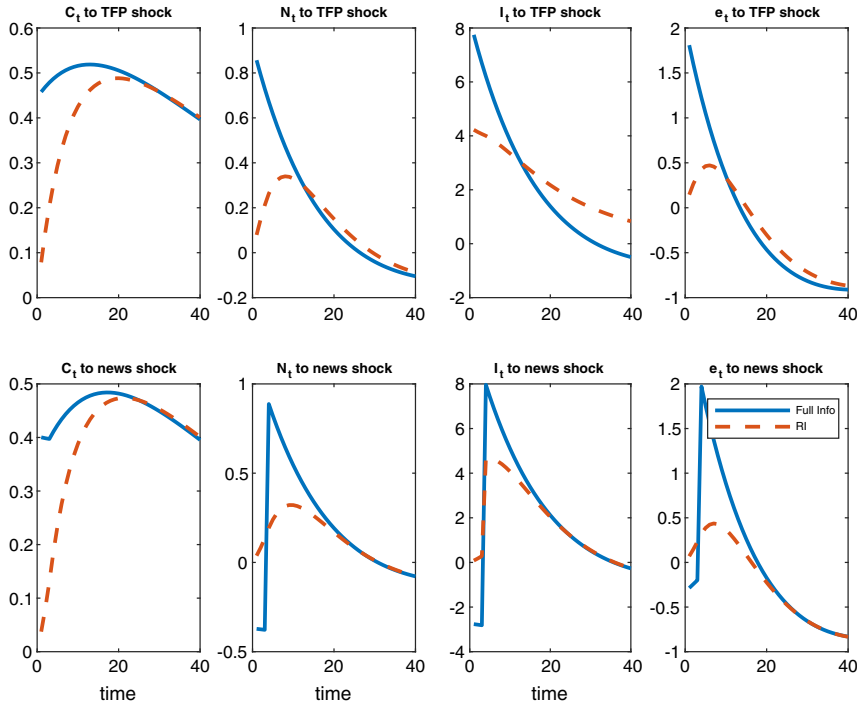 C_t to TFP shock
0.6
0.5
0.4
0.3
0.2
0.1
0
0 20 40
N_t to TFP shock
1
0.8
0.6
0.4
0.2
0
-0.2
0 20 40
I_t to TFP shock
8
6
4
2
0
-2
0 20 40
e_t to TFP shock
2
1.5
1
0.5
0
-0.5
-1
0 20 40
C_t to news shock
0.5
0.4
0.3
0.2
0.1
0
0 20 40
time
N_t to news shock
1
0.5
0
-0.5
0 20 40
time
I_t to news shock
8
6
4
2
0
-2
-4
0 20 40
time
e_t to news shock
2
1.5
1
0.5
0
-0.5
-1
0 20 40
time
Full Info
RI